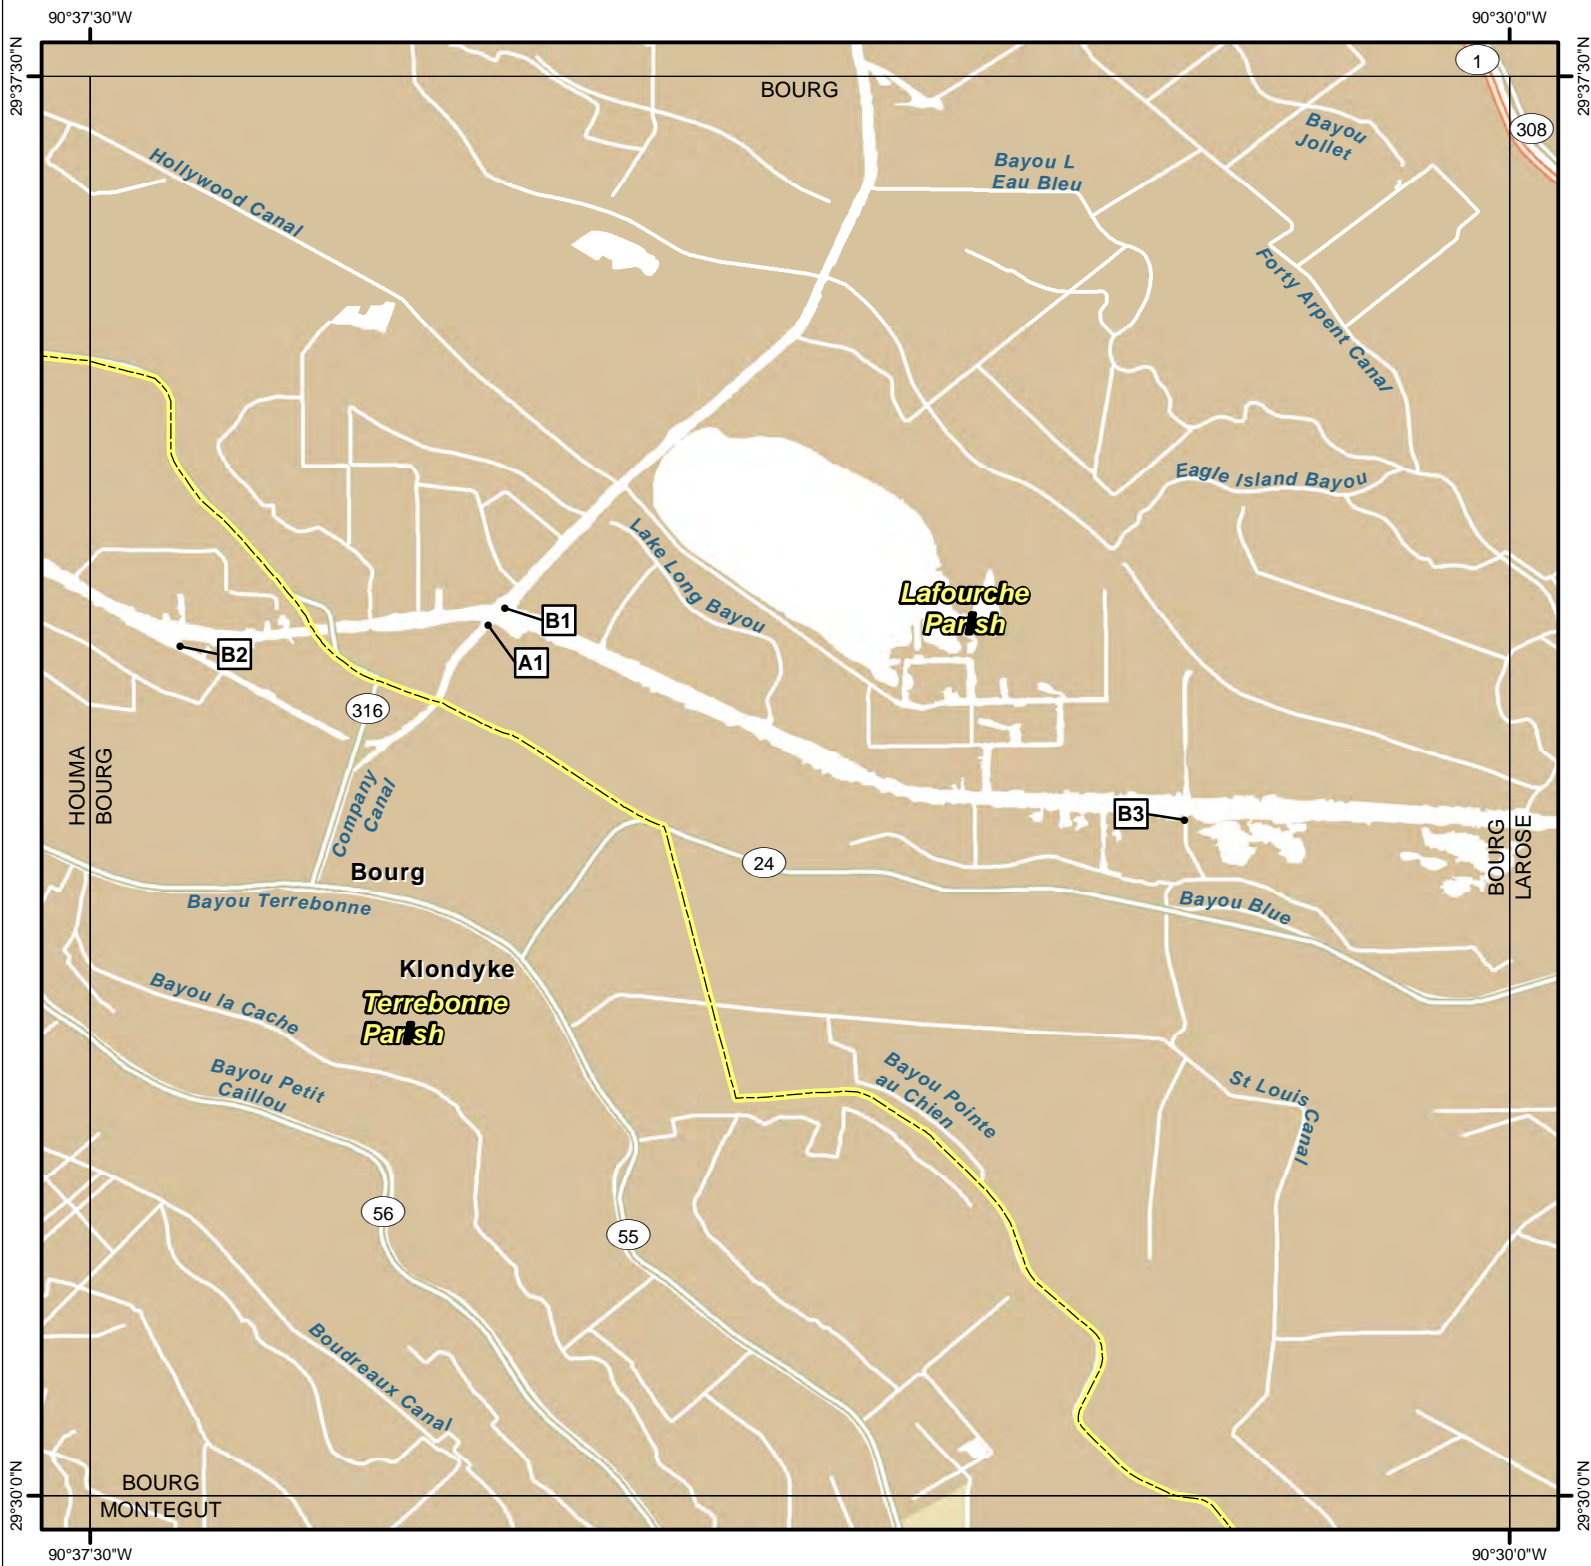 90°37'30"W
90°30'0"W
29°37'30"N
29°37'30"N
BOURG
1
308
Bayou
Jollet
Bayou L
Eau Bleu
Hollywood Canal
Forty Arpent Canal
Eagle Island Bayou
Lake Long Bayou
Lafourche
Parish
B1
B2
A1
316
HOUMA
BOURG
Company
Canal
B3
BOURG
LAROSE
24
Bourg
Bayou Terrebonne
Bayou Blue
Klondyke
Terrebonne
Parish
Bayou la Cache
Bayou Petit
Caillou
Bayou Pointe
au Chien
St Louis Canal
56
55
Boudreaux Canal
BOURG
MONTEGUT
29°30'0"N
29°30'0"N
90°37'30"W
90°30'0"W